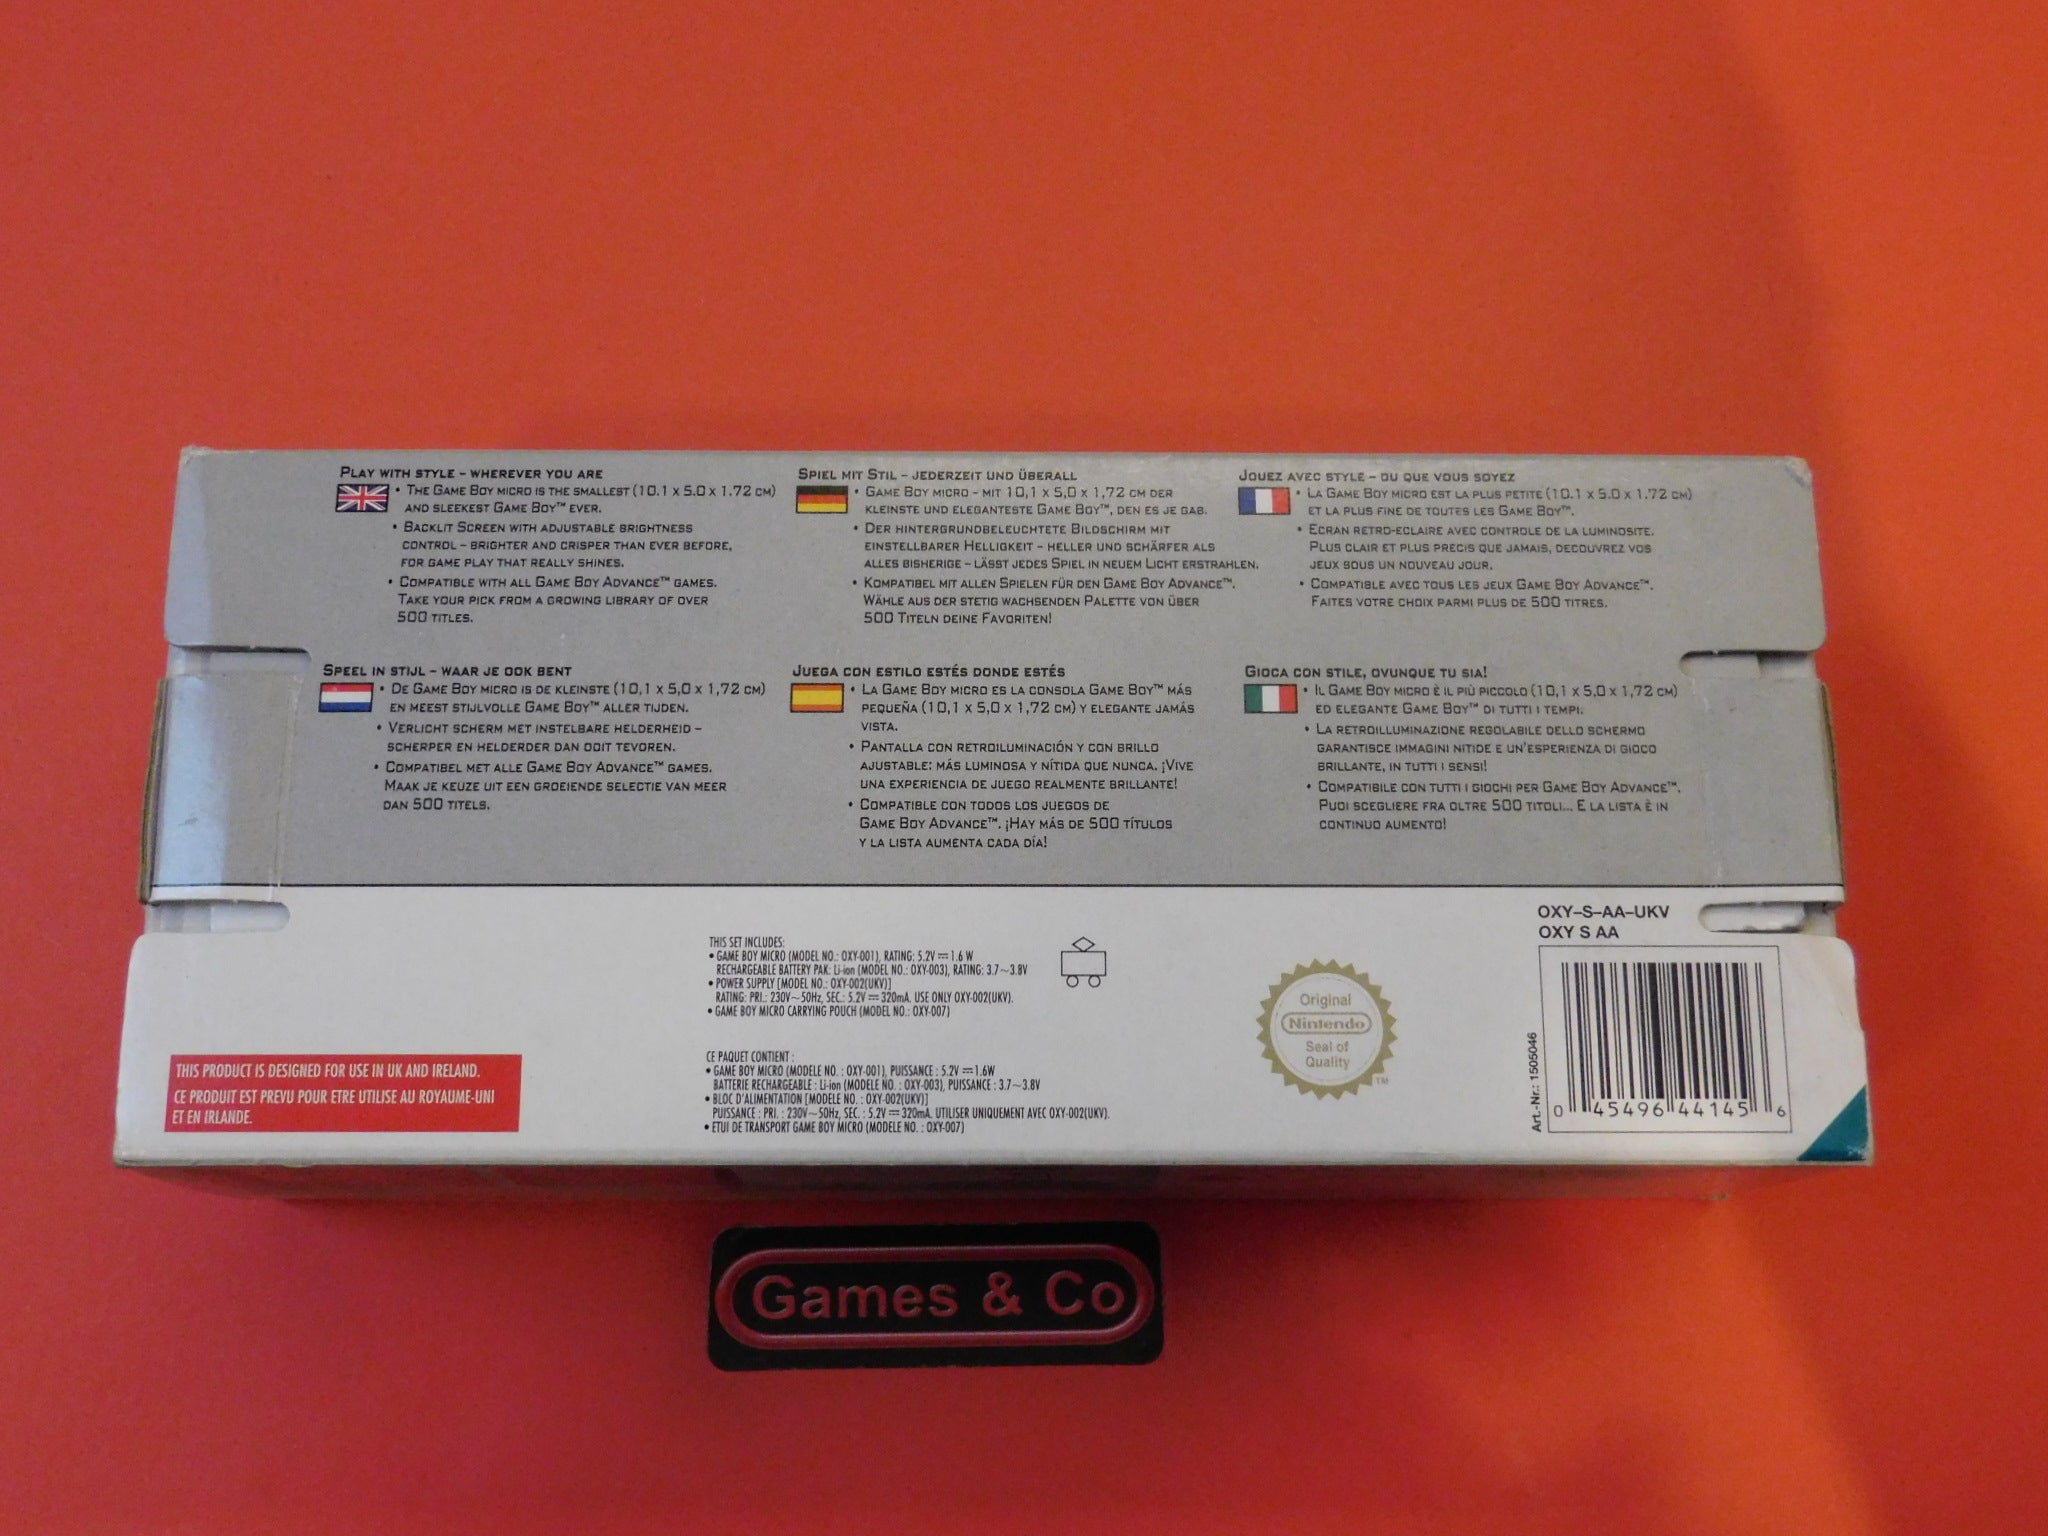 PLAY WITH STYLE – WHEREVER YOU ARE
• THE GAME BOY MICRO IS THE SMALLEST (10.1 X 5.0 X 1.72 CM)
AND SLEEKEST GAME BOY™ EVER.
• BACKLIT SCREEN WITH ADJUSTABLE BRIGHTNESS
CONTROL – BRIGHTER AND CRISPER THAN EVER BEFORE,
FOR GAME PLAY THAT REALLY SHINES.
• COMPATIBLE WITH ALL GAME BOY ADVANCE™ GAMES.
TAKE YOUR PICK FROM A GROWING LIBRARY OF OVER
500 TITLES.
SPIEL MIT STIL – JEDERZEIT UND ÜBERALL
• GAME BOY MICRO – MIT 10,1 X 5,0 X 1,72 CM DER
KLEINSTE UND ELEGANTESTE GAME BOY™, DEN ES JE GAB.
• DER HINTERGRUNDBELEUCHTETE BILDSCHIRM MIT
EINSTELLBARER HELLIGKEIT – HELLER UND SCHÄRFER ALS
ALLES BISHERIGE – LÄSST JEDES SPIEL IN NEUEM LICHT ERSTRAHLEN.
• KOMPATIBEL MIT ALLEN SPIELEN FÜR DEN GAME BOY ADVANCE™.
WÄHLE AUS DER STETIG WACHSENDEN PALETTE VON ÜBER
500 TITELN DEINE FAVORITEN!
JOUEZ AVEC STYLE – OU QUE VOUS SOYEZ
• LA GAME BOY MICRO EST LA PLUS PETITE (10.1 X 5.0 X 1.72 CM)
ET LA PLUS FINE DE TOUTES LES GAME BOY™.
• ECRAN RETRO-ECLAIRE AVEC CONTROLE DE LA LUMINOSITE.
PLUS CLAIR ET PLUS PRECIS QUE JAMAIS, DECOUVREZ VOS
JEUX SOUS UN NOUVEAU JOUR.
• COMPATIBLE AVEC TOUS LES JEUX GAME BOY ADVANCE™.
FAITES VOTRE CHOIX PARMI PLUS DE 500 TITRES.
SPEEL IN STIJL – WAAR JE OOK BENT
• DE GAME BOY MICRO IS DE KLEINSTE (10,1 X 5,0 X 1,72 CM)
EN MEEST STIJLVOLLE GAME BOY™ ALLER TIJDEN.
• VERLICHT SCHERM MET INSTELBARE HELDERHEID –
SCHERPER EN HELDERDER DAN OOIT TEVOREN.
• COMPATIBEL MET ALLE GAME BOY ADVANCE™ GAMES.
MAAK JE KEUZE UIT EEN GROEIENDE SELECTIE VAN MEER
DAN 500 TITELS.
JUEGA CON ESTILO ESTÉS DONDE ESTÉS
• LA GAME BOY MICRO ES LA CONSOLA GAME BOY™ MÁS
PEQUEÑA (10,1 X 5,0 X 1,72 CM) Y ELEGANTE JAMÁS
VISTA.
• PANTALLA CON RETROILUMINACIÓN Y CON BRILLO
AJUSTABLE: MÁS LUMINOSA Y NÍTIDA QUE NUNCA. ¡VIVE
UNA EXPERIENCIA DE JUEGO REALMENTE BRILLANTE!
• COMPATIBLE CON TODOS LOS JUEGOS DE
GAME BOY ADVANCE™. ¡HAY MÁS DE 500 TÍTULOS
Y LA LISTA AUMENTA CADA DÍA!
GIOCA CON STILE, OVUNQUE TU SIA!
• IL GAME BOY MICRO È IL PIÙ PICCOLO (10,1 X 5,0 X 1,72 CM)
ED ELEGANTE GAME BOY™ DI TUTTI I TEMPI.
• LA RETROILLUMINAZIONE REGOLABILE DELLO SCHERMO
GARANTISCE IMMAGINI NITIDE E UN'ESPERIENZA DI GIOCO
BRILLANTE, IN TUTTI I SENSI!
• COMPATIBILE CON TUTTI I GIOCHI PER GAME BOY ADVANCE™.
PUOI SCEGLIERE FRA OLTRE 500 TITOLI... E LA LISTA È IN
CONTINUO AUMENTO!
THIS PRODUCT IS DESIGNED FOR USE IN UK AND IRELAND.
CE PRODUIT EST PREVU POUR ETRE UTILISE AU ROYAUME-UNI
ET EN IRLANDE.
THIS SET INCLUDES:
• GAME BOY MICRO (MODEL NO.: OXY-001), RATING: 5.2V ⎓ 1.6 W
RECHARGEABLE BATTERY PAK: Li-ion (MODEL NO.: OXY-003), RATING: 3.7~3.8V
• POWER SUPPLY [MODEL NO.: OXY-002(UKV)]
RATING: PRI.: 230V~50Hz, SEC.: 5.2V ⎓ 320mA. USE ONLY OXY-002(UKV).
• GAME BOY MICRO CARRYING POUCH (MODEL NO.: OXY-007)
CE PAQUET CONTIENT :
• GAME BOY MICRO (MODELE NO. : OXY-001), PUISSANCE : 5.2V ⎓ 1.6W
BATTERIE RECHARGEABLE : Li-ion (MODELE NO. : OXY-003), PUISSANCE : 3.7~3.8V
• BLOC D'ALIMENTATION [MODELE NO. : OXY-002(UKV)]
PUISSANCE : PRI. : 230V~50Hz, SEC. : 5.2V ⎓ 320mA. UTILISER UNIQUEMENT AVEC OXY-002(UKV).
• ETUI DE TRANSPORT GAME BOY MICRO (MODELE NO. : OXY-007)
Original
Nintendo
Seal of
Quality
TM
OXY-S-AA-UKV
OXY S AA
Art.-Nr.: 1505046
0 45496 44145 6
Games & Co